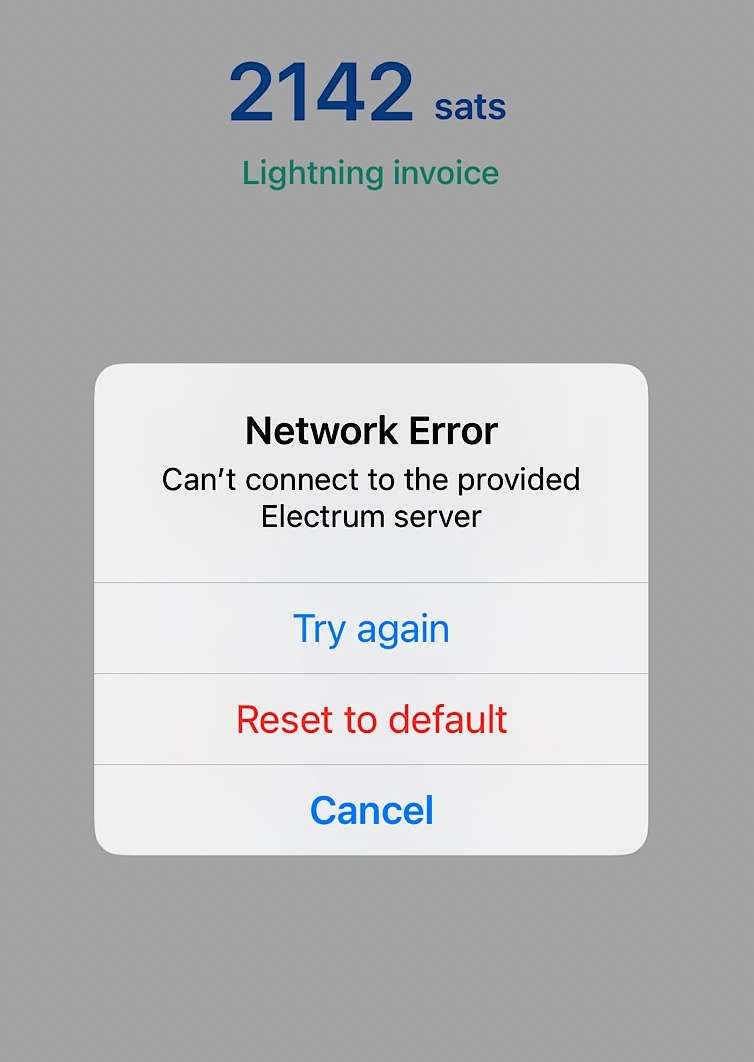 2142 sats
Lightning invoice
Network Error
Can’t connect to the provided
Electrum server
Try again
Reset to default
Cancel